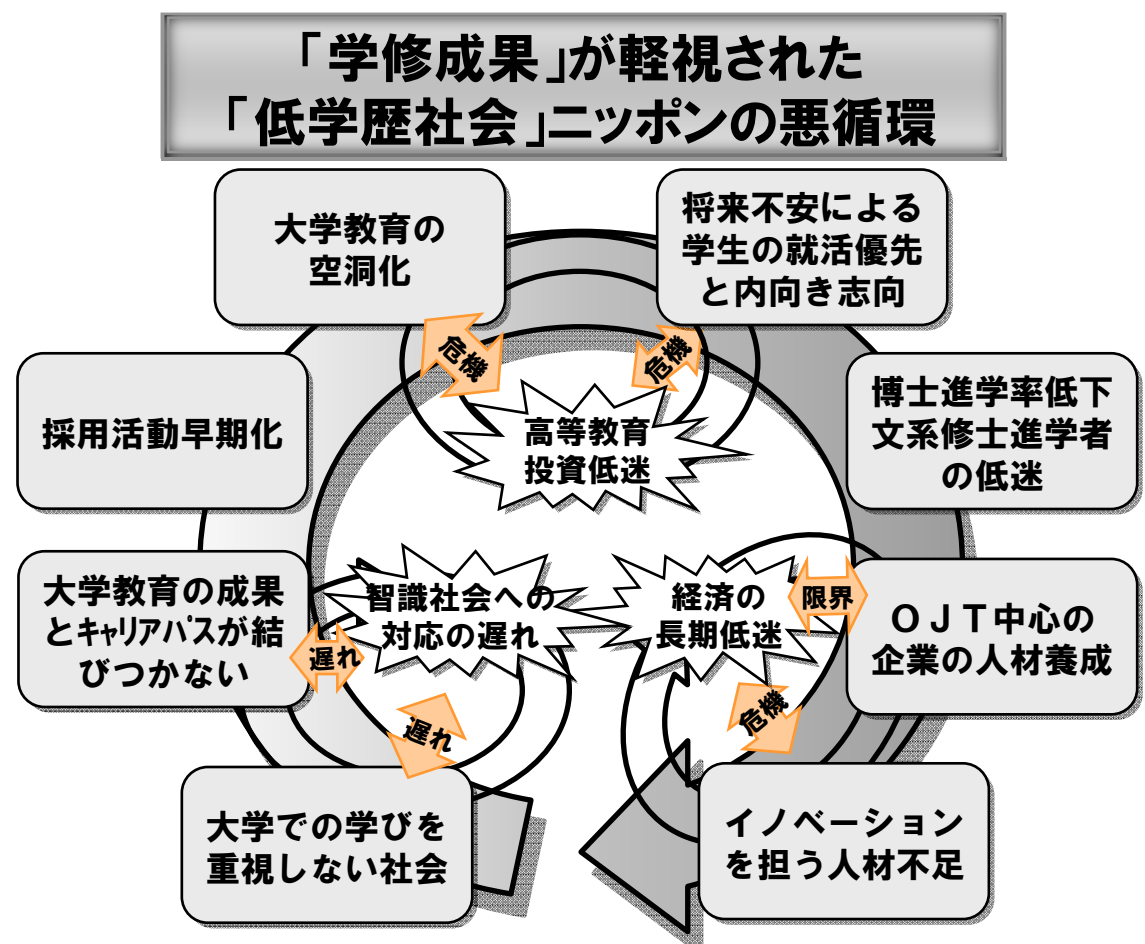 「学修成果」が軽視された
「低学歴社会」ニッポンの悪循環
大学教育の
空洞化
将来不安による
学生の就活優先
と内向き志向
危機
危機
採用活動早期化
高等教育
投資低迷
博士進学率低下
文系修士進学者
の低迷
大学教育の成果
とキャリアパスが結
びつかない
遅れ
智識社会への
対応の遅れ
経済の
長期低迷
限界
OJT中心の
企業の人材養成
遅れ
危機
大学での学びを
重視しない社会
イノベーション
を担う人材不足